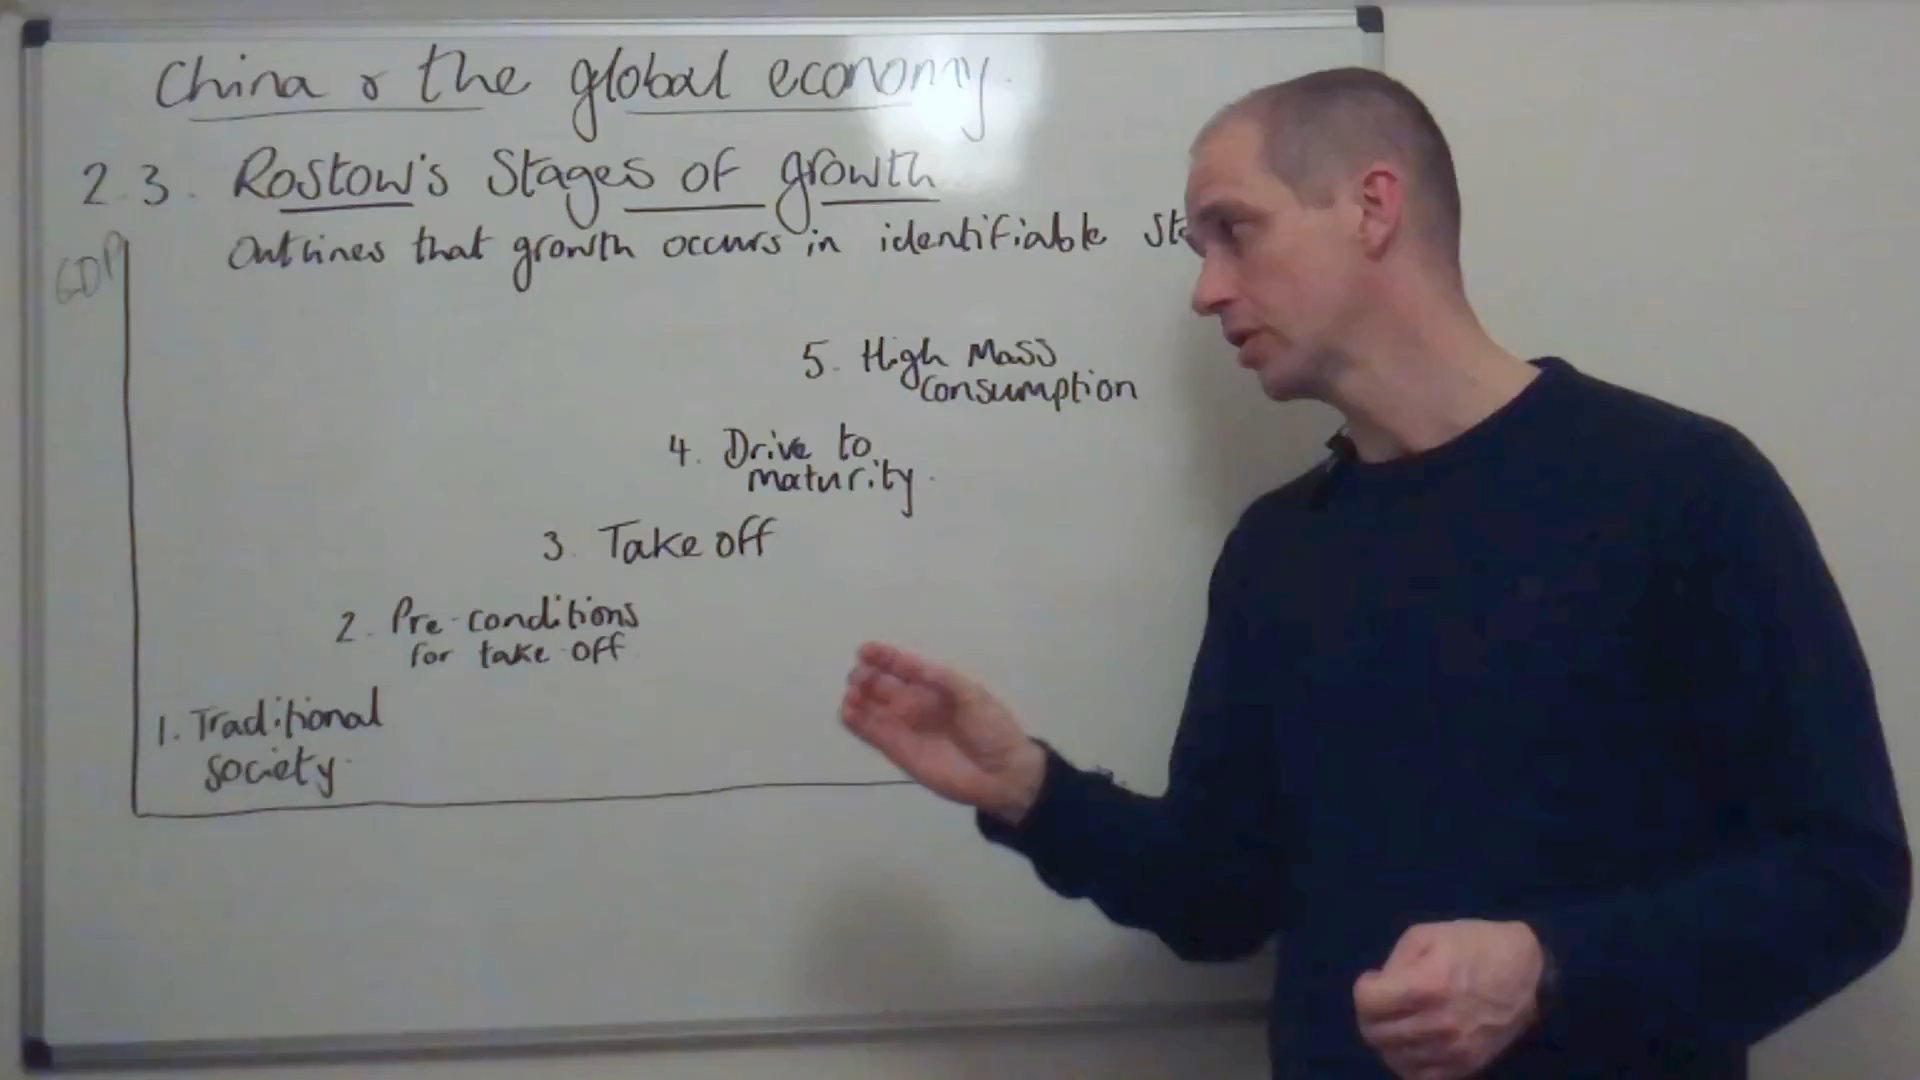 China & the global economy.
2.3. Rostow's Stages of growth
Outlines that growth occurs in identifiable
GDP
5. High Mass
consumption
4. Drive to
maturity.
3. Take off
2. Pre-conditions
for take off
1. Traditional
society.